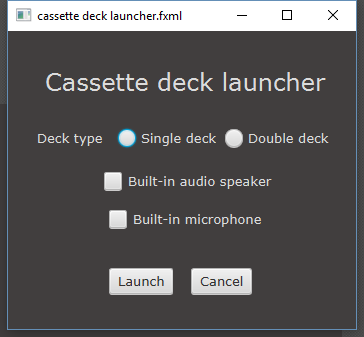 cassette deck launcher.fxml
Cassette deck launcher
Deck type Single deck Double deck
Built-in audio speaker
Built-in microphone
Launch Cancel